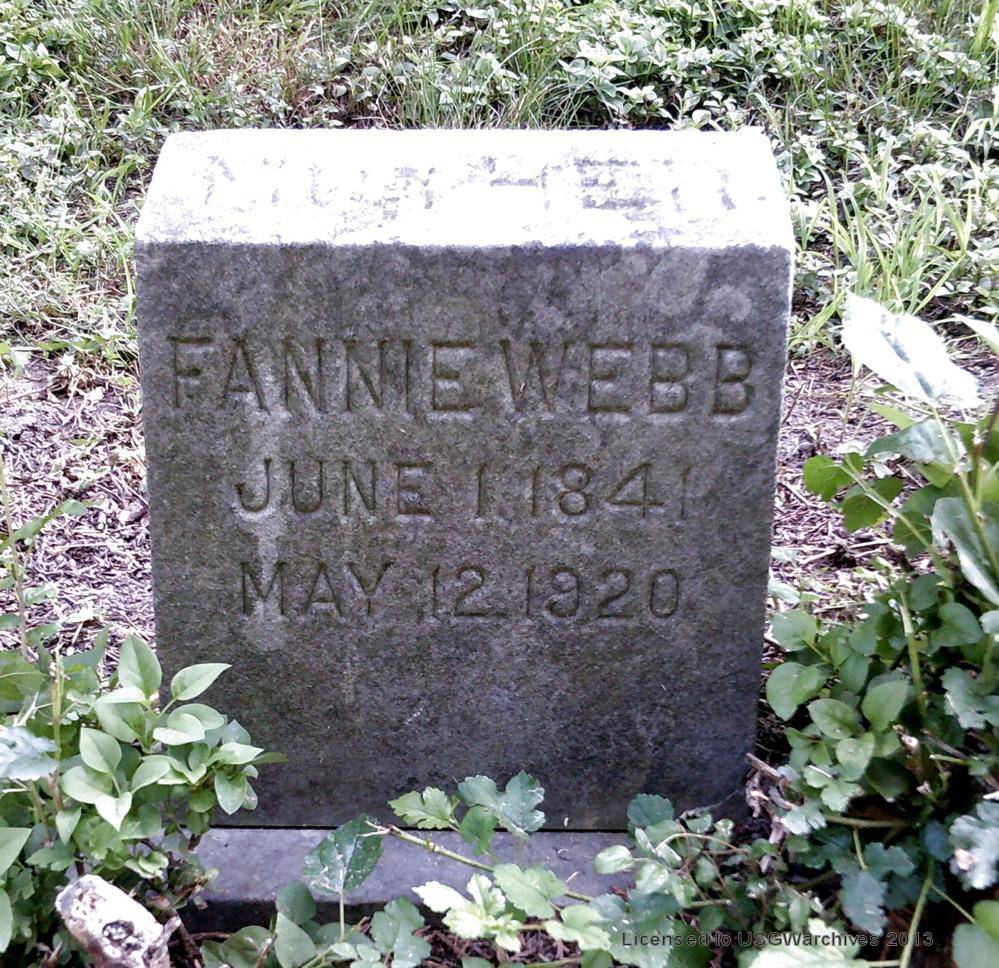 FANNIE WEBB
JUNE 1, 1841
MAY 12, 1920
Licensed to USGWarchives 2013